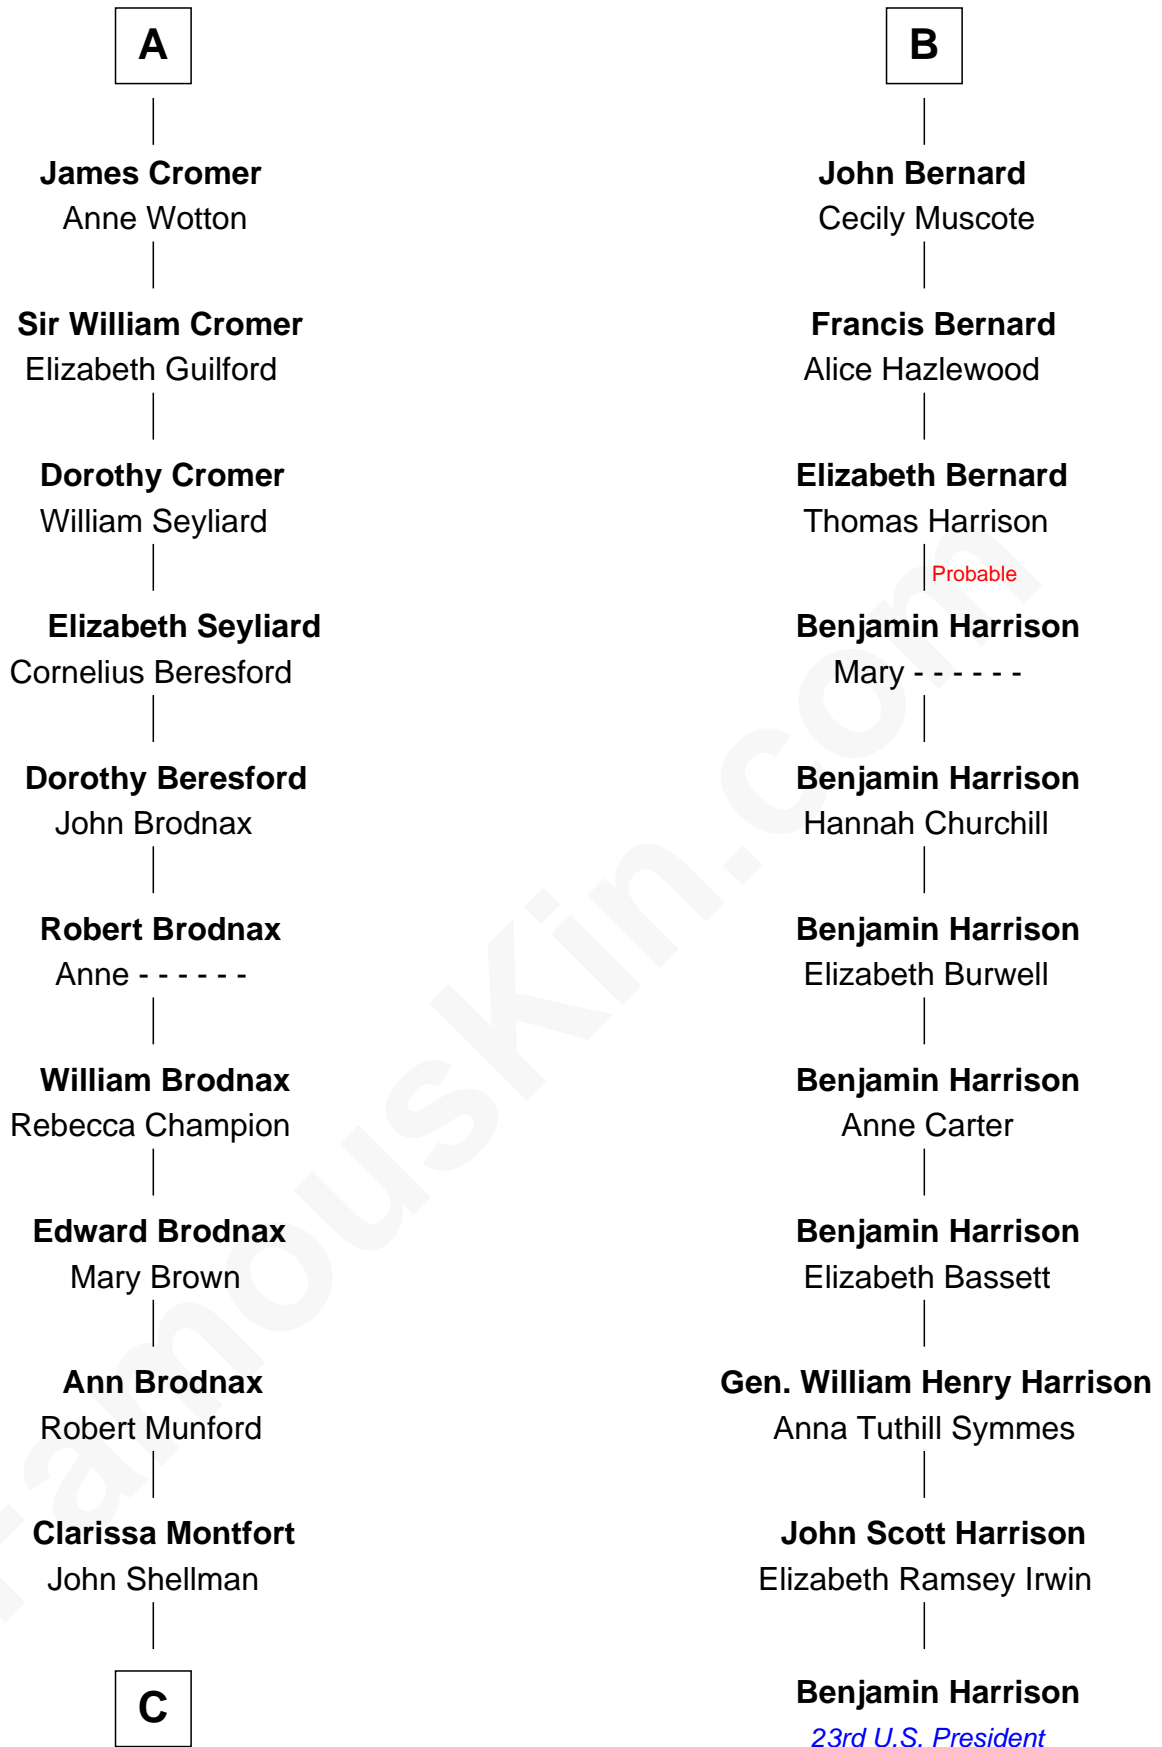 A
James Cromer
Anne Wotton
Sir William Cromer
Elizabeth Guilford
Dorothy Cromer
William Seyliard
Elizabeth Seyliard
Cornelius Beresford
Dorothy Beresford
John Brodnax
Robert Brodnax
Anne - - - - - -
William Brodnax
Rebecca Champion
Edward Brodnax
Mary Brown
Ann Brodnax
Robert Munford
Clarissa Montfort
John Shellman
C
B
John Bernard
Cecily Muscote
Francis Bernard
Alice Hazlewood
Elizabeth Bernard
Thomas Harrison
Probable
Benjamin Harrison
Mary - - - - - -
Benjamin Harrison
Hannah Churchill
Benjamin Harrison
Elizabeth Burwell
Benjamin Harrison
Anne Carter
Benjamin Harrison
Elizabeth Bassett
Gen. William Henry Harrison
Anna Tuthill Symmes
John Scott Harrison
Elizabeth Ramsey Irwin
Benjamin Harrison
23rd U.S. President
FamousKin.com